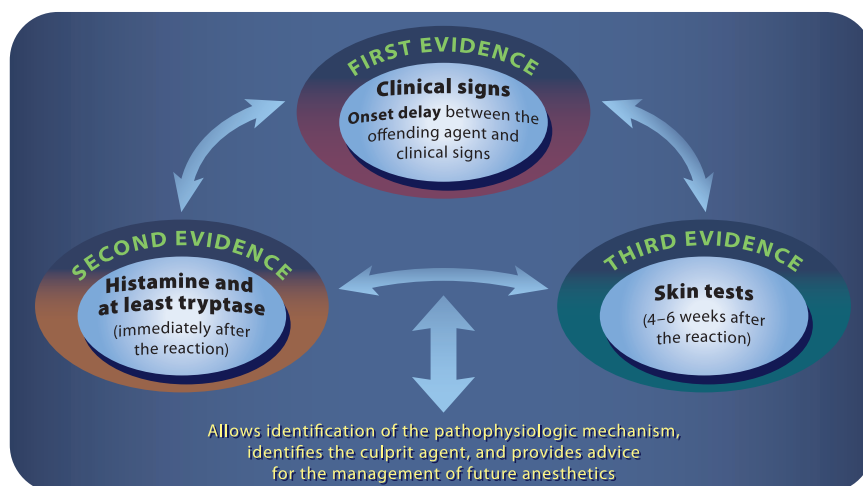 FIRST EVIDENCE
Clinical signs
Onset delay between the
offending agent and
clinical signs
SECOND EVIDENCE
Histamine and
at least tryptase
(immediately after
the reaction)
THIRD EVIDENCE
Skin tests
(4–6 weeks after
the reaction)
Allows identification of the pathophysiologic mechanism,
identifies the culprit agent, and provides advice
for the management of future anesthetics